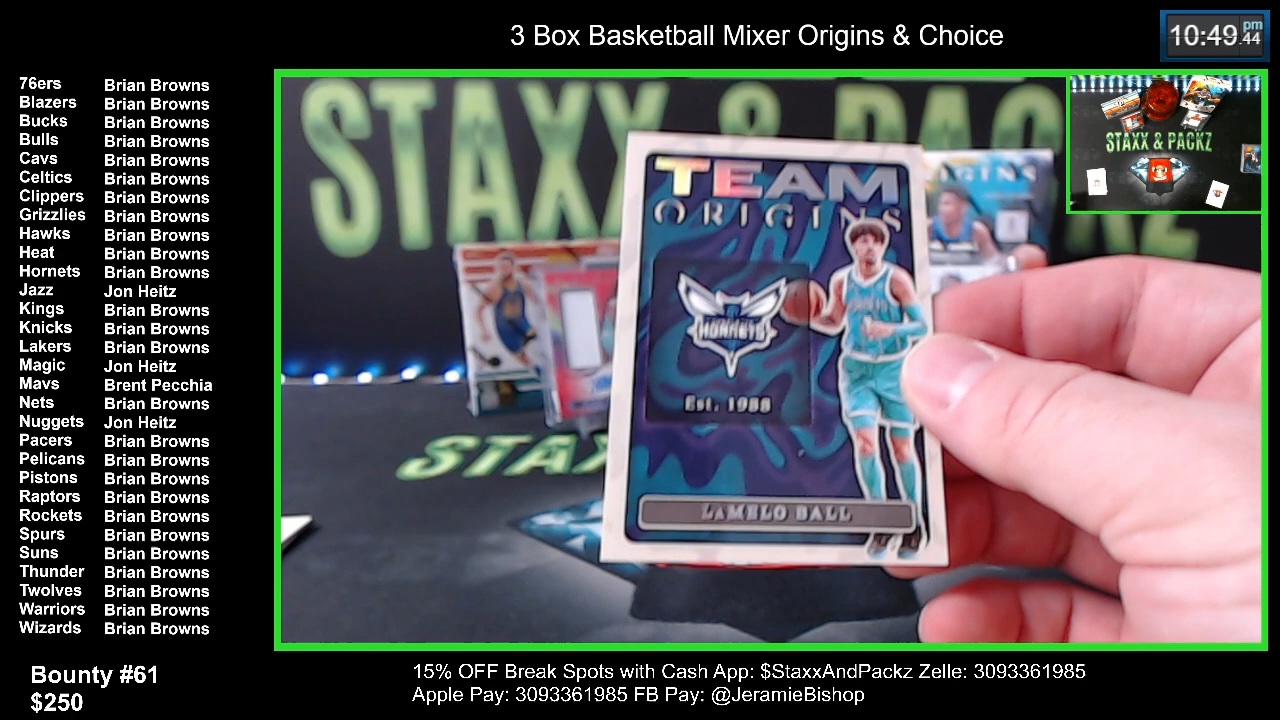 3 Box Basketball Mixer Origins & Choice
10:49 pm .44
76ers Brian Browns
Blazers Brian Browns
Bucks Brian Browns
Bulls Brian Browns
Cavs Brian Browns
Celtics Brian Browns
Clippers Brian Browns
Grizzlies Brian Browns
Hawks Brian Browns
Heat Brian Browns
Hornets Brian Browns
Jazz Jon Heitz
Kings Brian Browns
Knicks Brian Browns
Lakers Brian Browns
Magic Jon Heitz
Mavs Brent Pecchia
Nets Brian Browns
Nuggets Jon Heitz
Pacers Brian Browns
Pelicans Brian Browns
Pistons Brian Browns
Raptors Brian Browns
Rockets Brian Browns
Spurs Brian Browns
Suns Brian Browns
Thunder Brian Browns
Twolves Brian Browns
Warriors Brian Browns
Wizards Brian Browns
STAXX & PACKZ
TEAM
ORIGINS
HORNETS
Est. 1988
LaMELO BALL
STAXX & PACKZ
Bounty #61
$250
15% OFF Break Spots with Cash App: $StaxxAndPackz Zelle: 3093361985
Apple Pay: 3093361985 FB Pay: @JeramieBishop